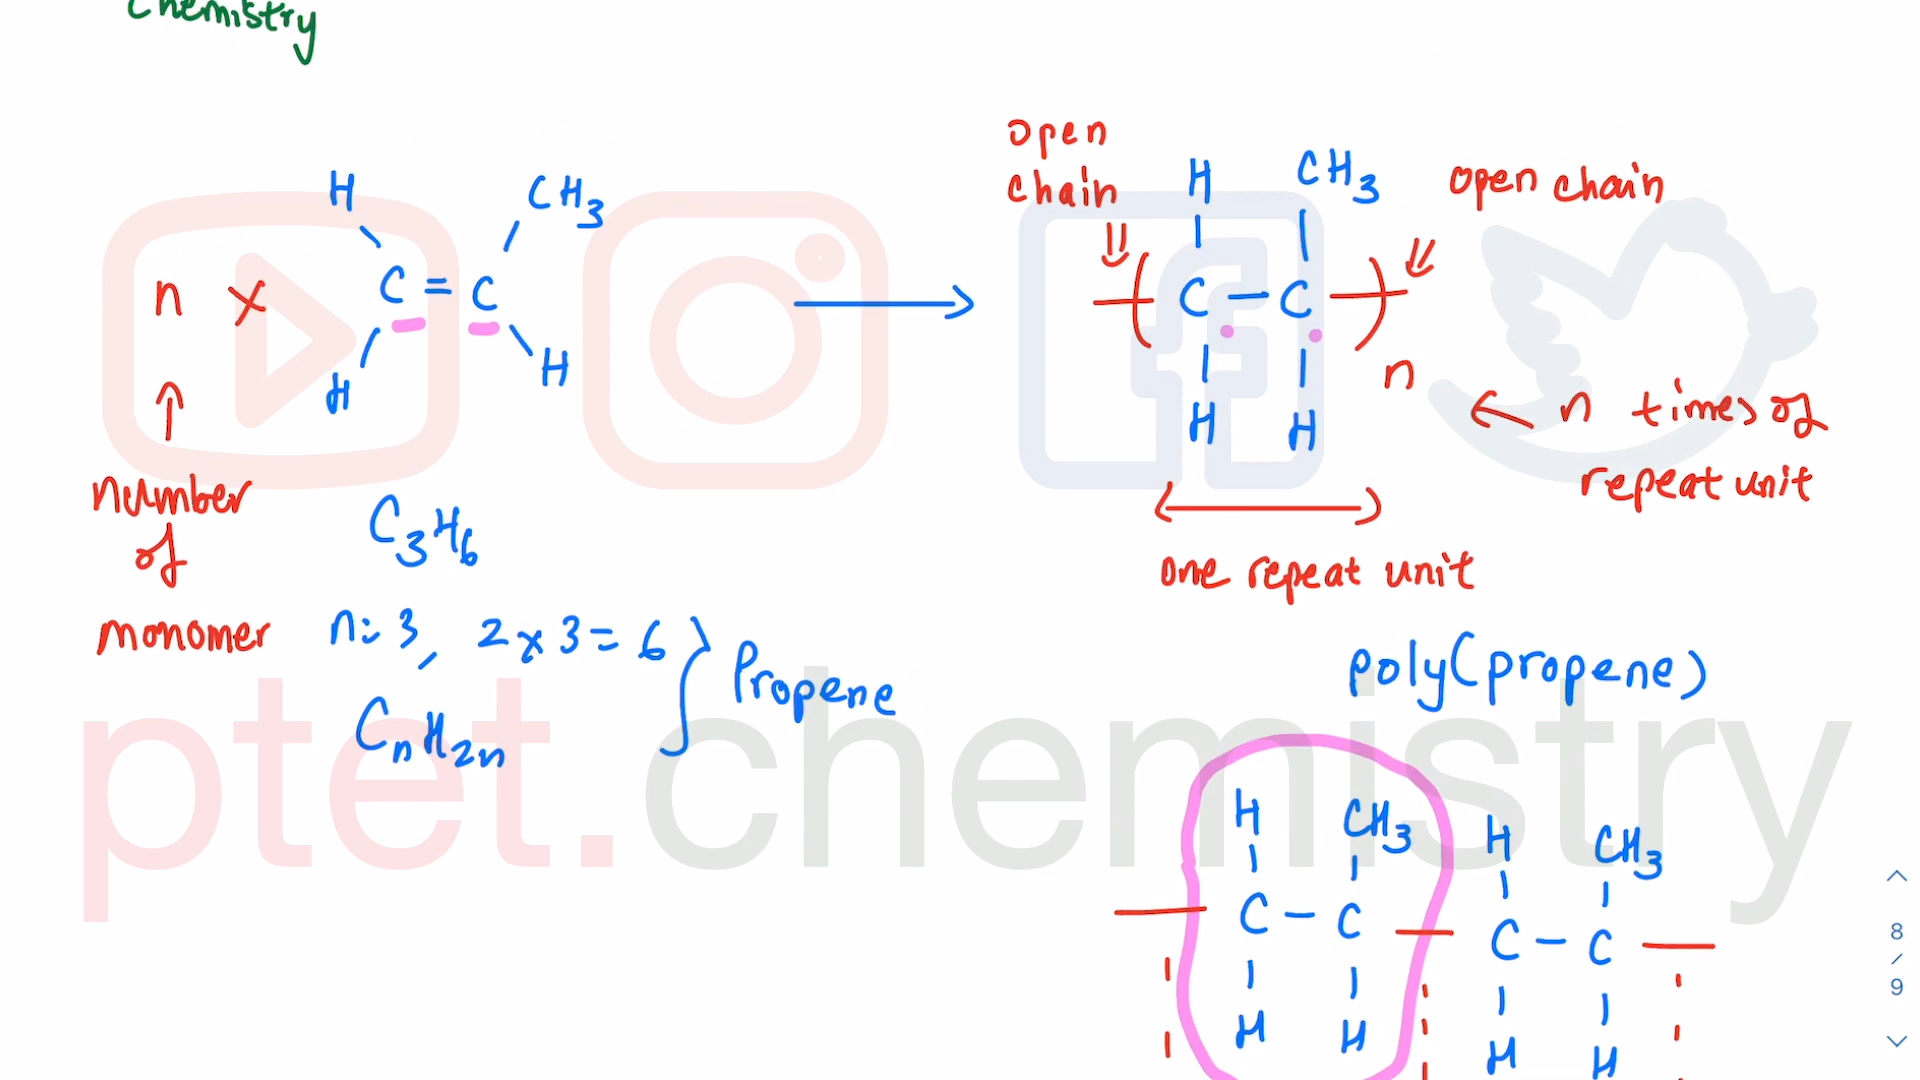 Chemistry
open
chain
H CH3 open chain
H CH3
n x C = C
C - C
n
H H
H H
n times of
repeat unit
number
of
monomer
C3H6
n = 3, 2 x 3 = 6
CnH2n
Propene
one repeat unit
poly(propene)
ptet.chemistry
H CH3 H CH3
C - C - C - C
H H H H
8
/
9